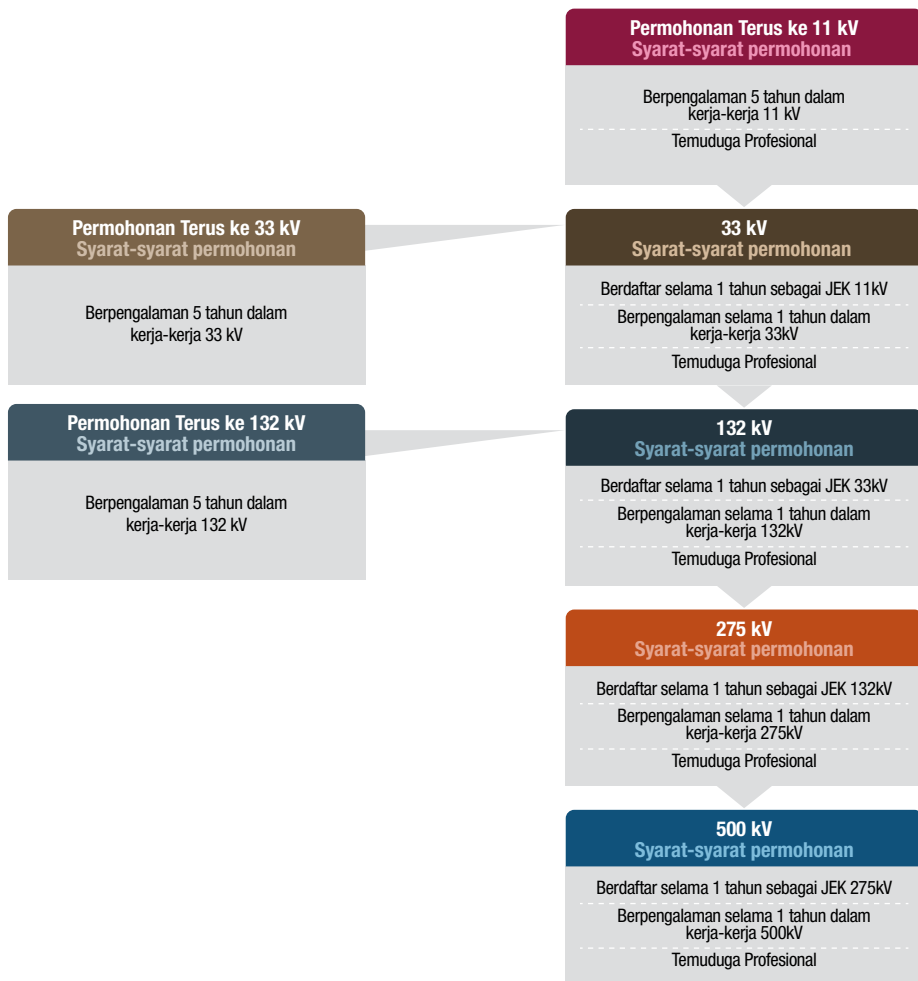 Permohonan Terus ke 11 kV
Syarat-syarat permohonan
Berpengalaman 5 tahun dalam
kerja-kerja 11 kV
Temuduga Profesional
Permohonan Terus ke 33 kV
Syarat-syarat permohonan
Berpengalaman 5 tahun dalam
kerja-kerja 33 kV
33 kV
Syarat-syarat permohonan
Berdaftar selama 1 tahun sebagai JEK 11kV
Berpengalaman selama 1 tahun dalam
kerja-kerja 33kV
Temuduga Profesional
Permohonan Terus ke 132 kV
Syarat-syarat permohonan
Berpengalaman 5 tahun dalam
kerja-kerja 132 kV
132 kV
Syarat-syarat permohonan
Berdaftar selama 1 tahun sebagai JEK 33kV
Berpengalaman selama 1 tahun dalam
kerja-kerja 132kV
Temuduga Profesional
275 kV
Syarat-syarat permohonan
Berdaftar selama 1 tahun sebagai JEK 132kV
Berpengalaman selama 1 tahun dalam
kerja-kerja 275kV
Temuduga Profesional
500 kV
Syarat-syarat permohonan
Berdaftar selama 1 tahun sebagai JEK 275kV
Berpengalaman selama 1 tahun dalam
kerja-kerja 500kV
Temuduga Profesional